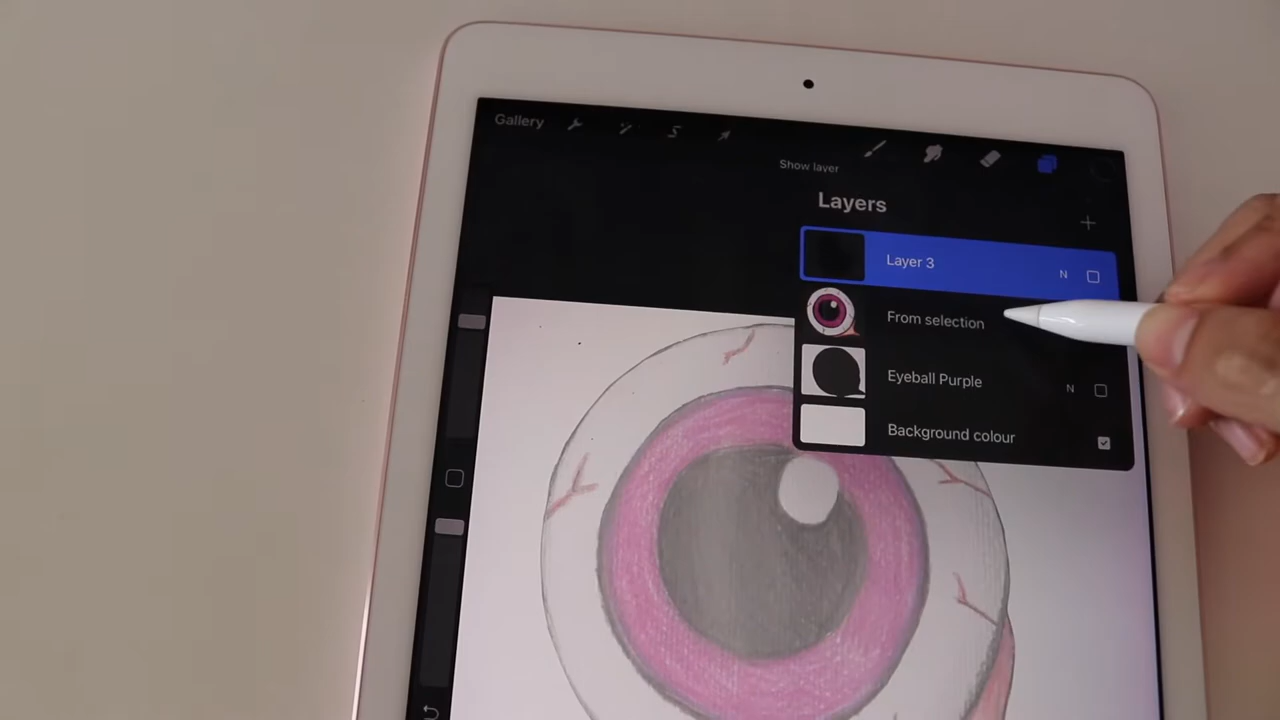 Gallery
Show layer
Layers
Layer 3 N
From selection
Eyeball Purple N
Background colour